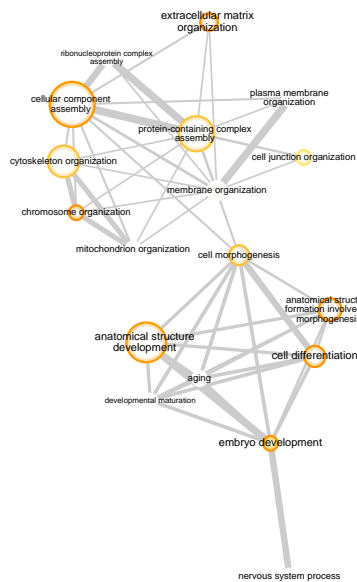 extracellular matrix
organization
ribonucleoprotein complex
assembly
plasma membrane
organization
cellular component
assembly
protein-containing complex
assembly
cytoskeleton organization
cell junction organization
membrane organization
chromosome organization
mitochondrion organization
cell morphogenesis
anatomical struct
formation involve
morphogenesis
anatomical structure
development
cell differentiation
aging
developmental maturation
embryo development
nervous system process